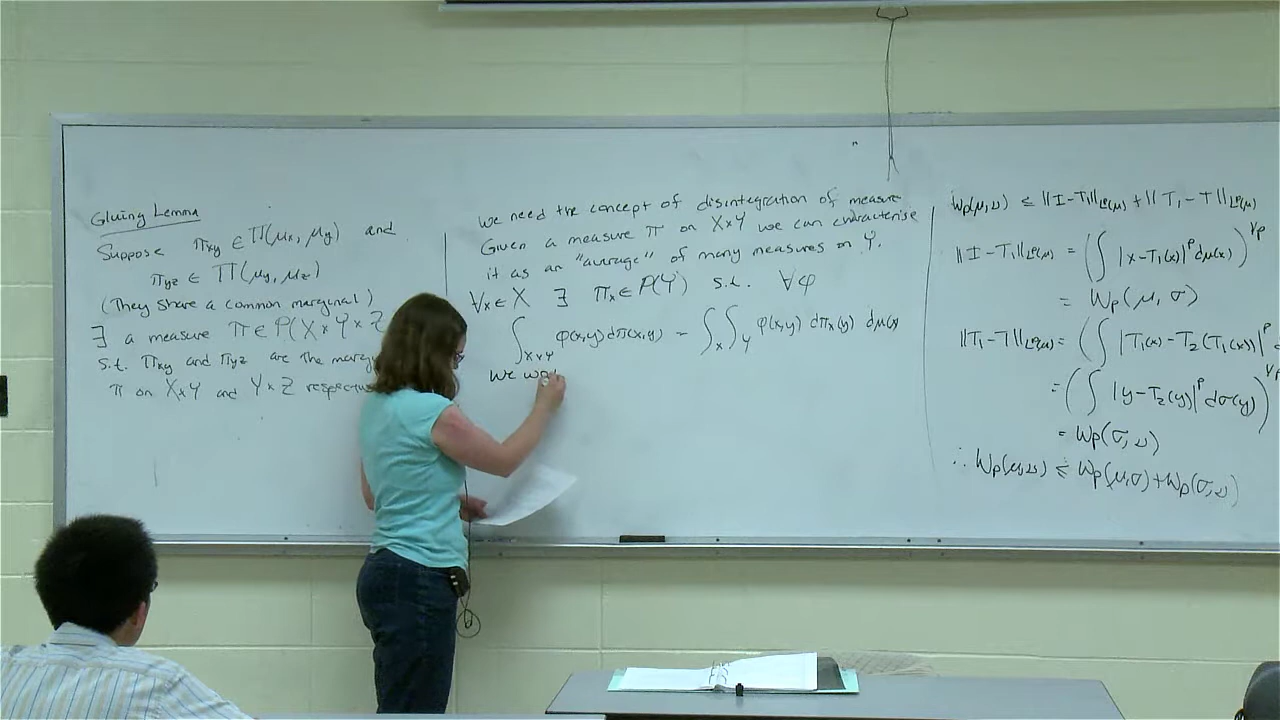 Gluing Lemma
Suppose πxy ∈ Π(μx, μy) and
πyz ∈ Π(μy, μz)
(They share a common marginal)
∃ a measure π ∈ P(X×Y×Z
s.t. πxy and πyz are the marg
π on X×Y and Y×Z respec
We need the concept of disintegration of measure
Given a measure π on X×Y we can characterise
it as an "average" of many measures on Y.
∀x∈X ∃ πx∈P(Y) s.t. ∀φ
∫X×Y φ(x,y)dπ(x,y) = ∫X∫Y φ(x,y) dπx(y) dμ(x)
We wo
Wp(μ,ν) ≤ ||I-T||Lp(μ) + ||T1-T||Lp(μ)
||I-T1||Lp(μ) = (∫ |x-T1(x)|^p dμ(x))^1/p
= Wp(μ,σ)
||T1-T||Lp(μ) = (∫ |T1(x)-T2(T1(x))|^p d
= (∫ |y-T2(y)|^p dσ(y))^1/p
= Wp(σ,ν)
∴ Wp(μ,ν) ≤ Wp(μ,σ)+Wp(σ,ν)